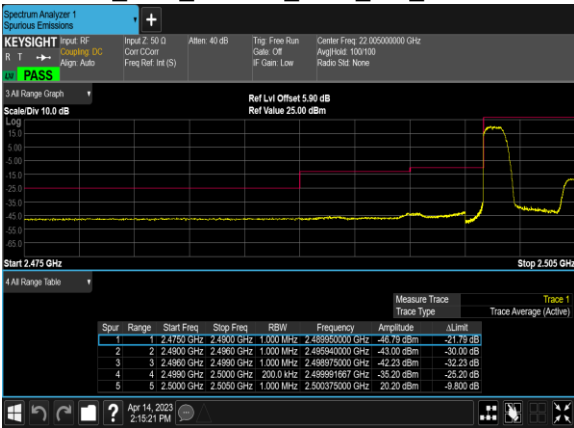 Spectrum Analyzer 1
Spurious Emissions
KEYSIGHT Input: RF Input Z: 50 Ω Atten: 40 dB Trig: Free Run Center Freq: 22.005000000 GHz
R T Coupling: DC Corr CCorr Gate: Off Avg|Hold: 100/100
Align: Auto Freq Ref: Int (S) IF Gain: Low Radio Std: None
PASS
3 All Range Graph
Ref Lvl Offset 5.90 dB
Scale/Div 10.0 dB Ref Value 25.00 dBm
Log
15.0
5.00
-5.00
-15.0
-25.0
-35.0
-45.0
-55.0
-65.0
Start 2.475 GHz Stop 2.505 GHz
4 All Range Table
Measure Trace Trace 1
Trace Type Trace Average (Active)
Spur Range Start Freq Stop Freq RBW Frequency Amplitude ΔLimit
1 1 2.4750 GHz 2.4900 GHz 1.000 MHz 2.489950000 GHz -46.79 dBm -21.79 dB
2 2 2.4900 GHz 2.4960 GHz 1.000 MHz 2.495940000 GHz -43.00 dBm -30.00 dB
3 3 2.4960 GHz 2.4990 GHz 1.000 MHz 2.498975000 GHz -42.23 dBm -32.23 dB
4 4 2.4990 GHz 2.5000 GHz 200.0 kHz 2.499991667 GHz -35.20 dBm -25.20 dB
5 5 2.5000 GHz 2.5050 GHz 1.000 MHz 2.500375000 GHz 20.20 dBm -9.800 dB
? Apr 14, 2023
2:15:21 PM